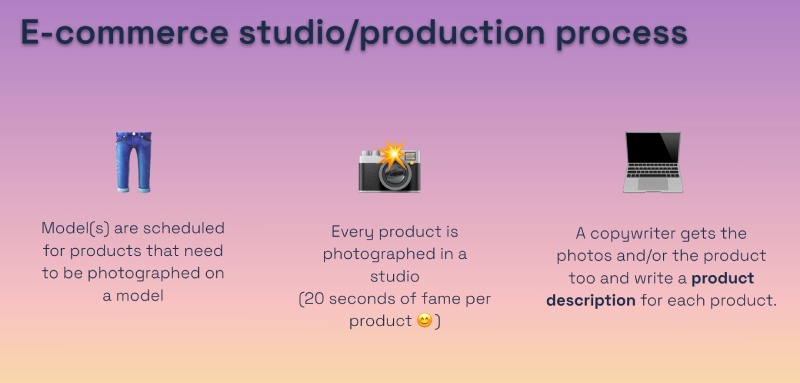 E-commerce studio/production process
Model(s) are scheduled
for products that need
to be photographed on
a model
Every product is
photographed in a
studio
(20 seconds of fame per
product 😊)
A copywriter gets the
photos and/or the product
too and write a product
description for each product.